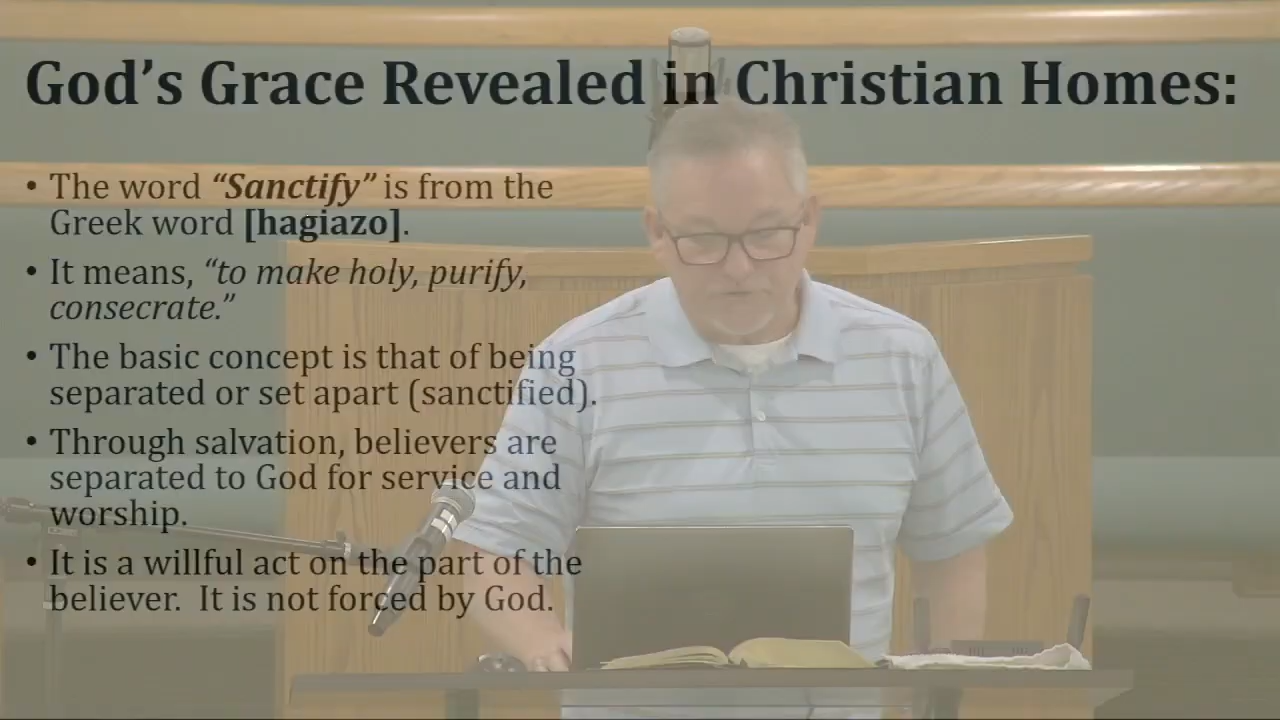 God’s Grace Revealed in Christian Homes:
• The word “Sanctify” is from the
Greek word [hagiazo].
• It means, “to make holy, purify,
consecrate.”
• The basic concept is that of being
separated or set apart (sanctified).
• Through salvation, believers are
separated to God for service and
worship.
• It is a willful act on the part of the
believer.  It is not forced by God.